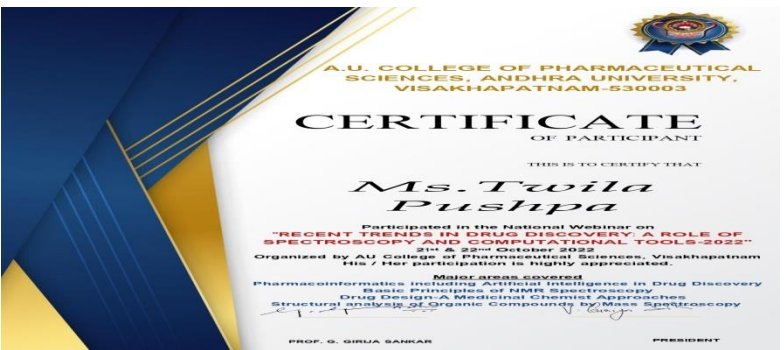 A.U. COLLEGE OF PHARMACEUTICAL
SCIENCES, ANDHRA UNIVERSITY,
VISAKHAPATNAM-530003
CERTIFICATE
OF PARTICIPANT
THIS IS TO CERTIFY THAT
Ms.Twila
Pushpa
Participated in the National Webinar on
"RECENT TRENDS IN DRUG DISCOVERY: A ROLE OF
SPECTROSCOPY AND COMPUTATIONAL TOOLS-2022"
21st & 22nd October 2022
Organized by AU College of Pharmaceutical Sciences, Visakhapatnam
His / Her participation is highly appreciated.
Major areas covered
Pharmacoinformatics including Artificial Intelligence in Drug Discovery
Basic Principles of NMR Spectroscopy
Drug Design-A Medicinal Chemist Approaches
Structural analysis of Organic Compounds by Mass Spectroscopy
PROF. G. GIRIJA SANKAR PRESIDENT